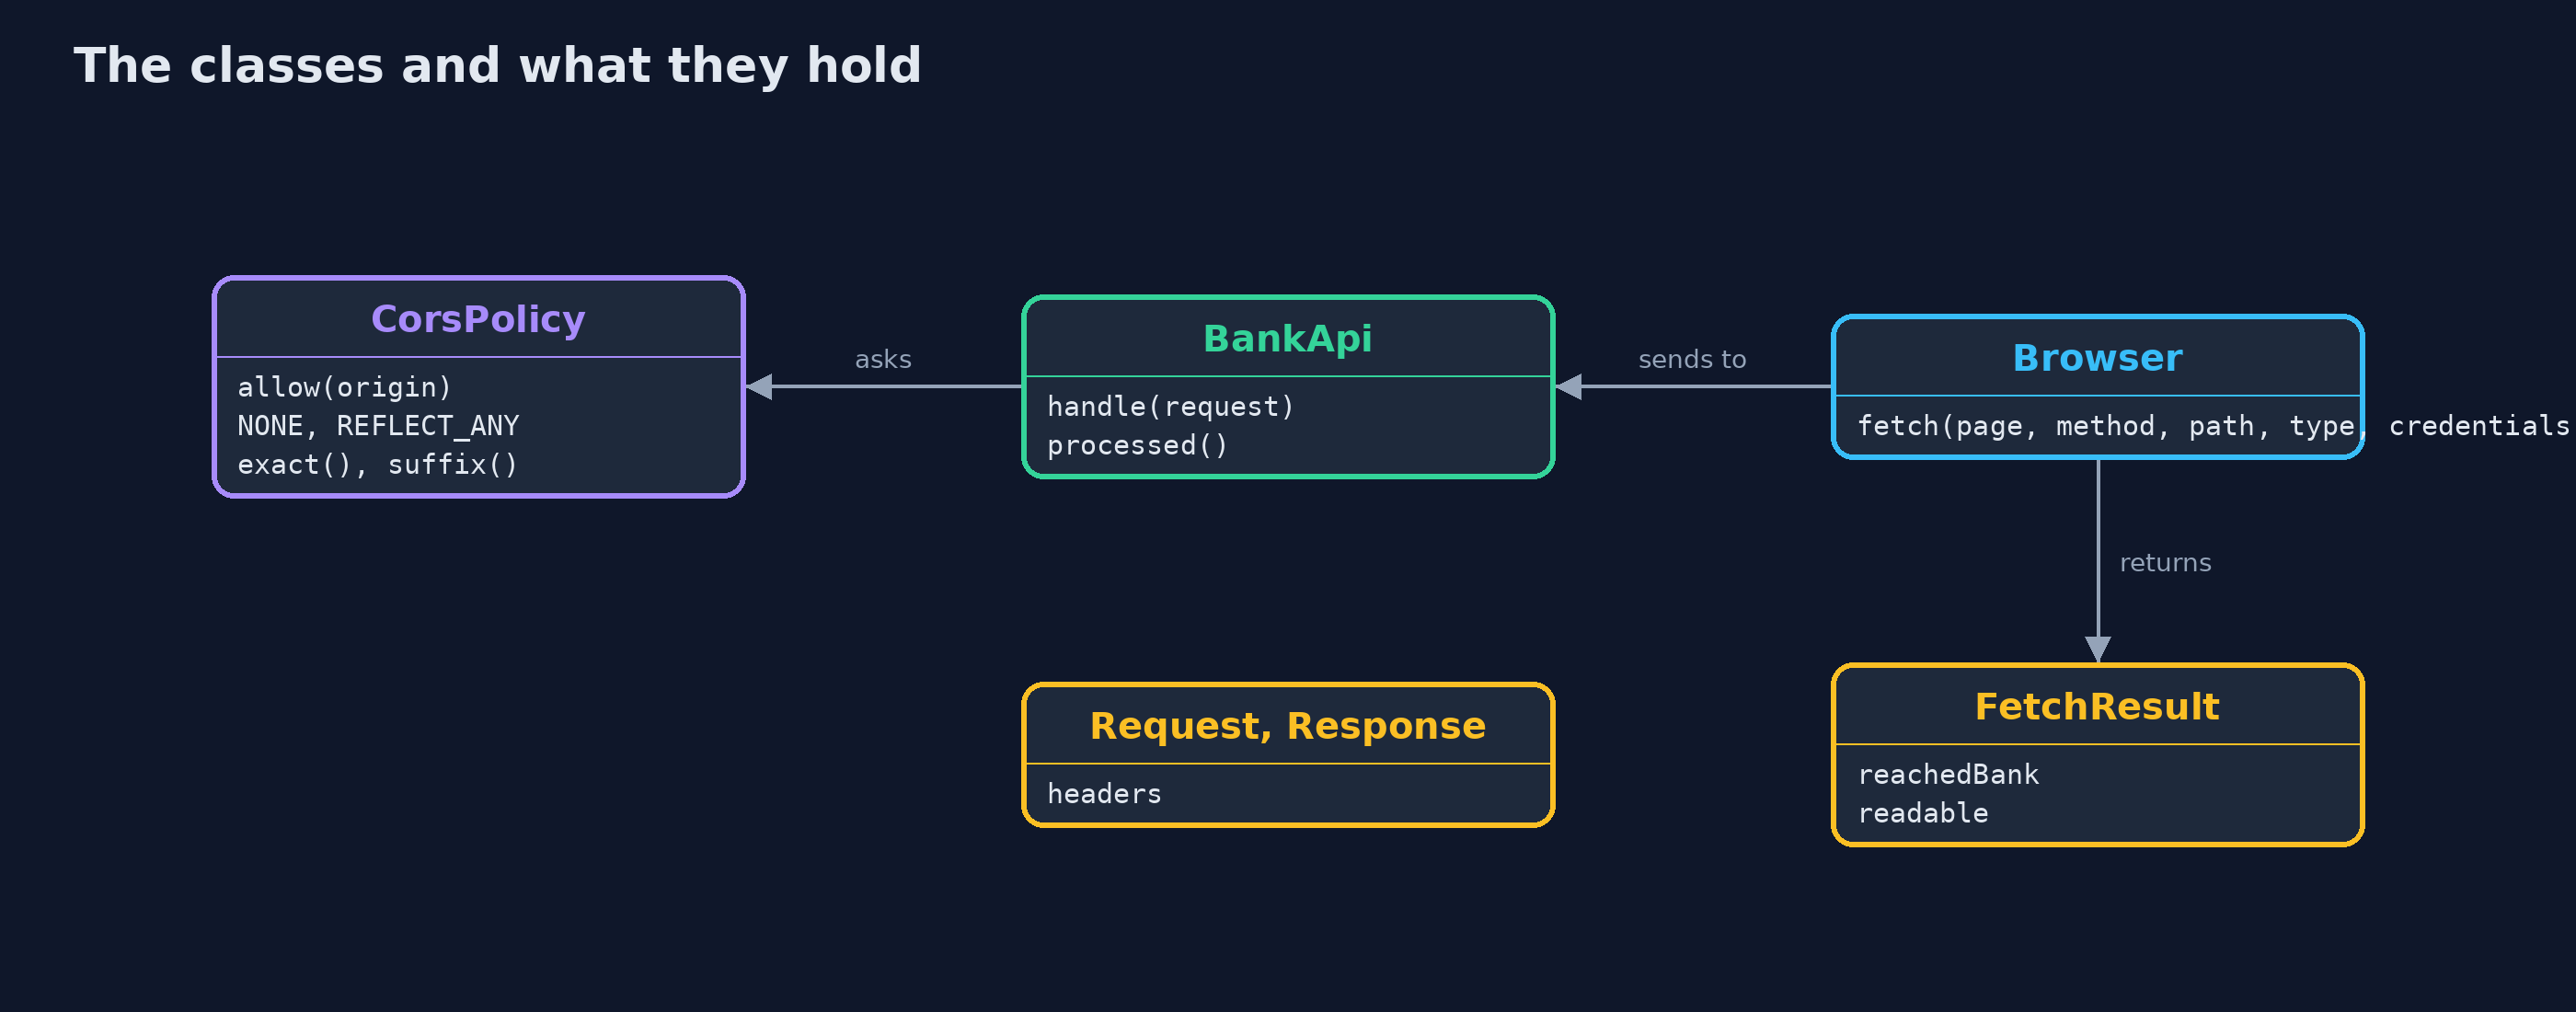 The classes and what they hold
CorsPolicy
allow(origin)
NONE, REFLECT_ANY
exact(), suffix()
asks
BankApi
handle(request)
processed()
sends to
Browser
fetch(page, method, path, type, credentials
returns
Request, Response
headers
FetchResult
reachedBank
readable